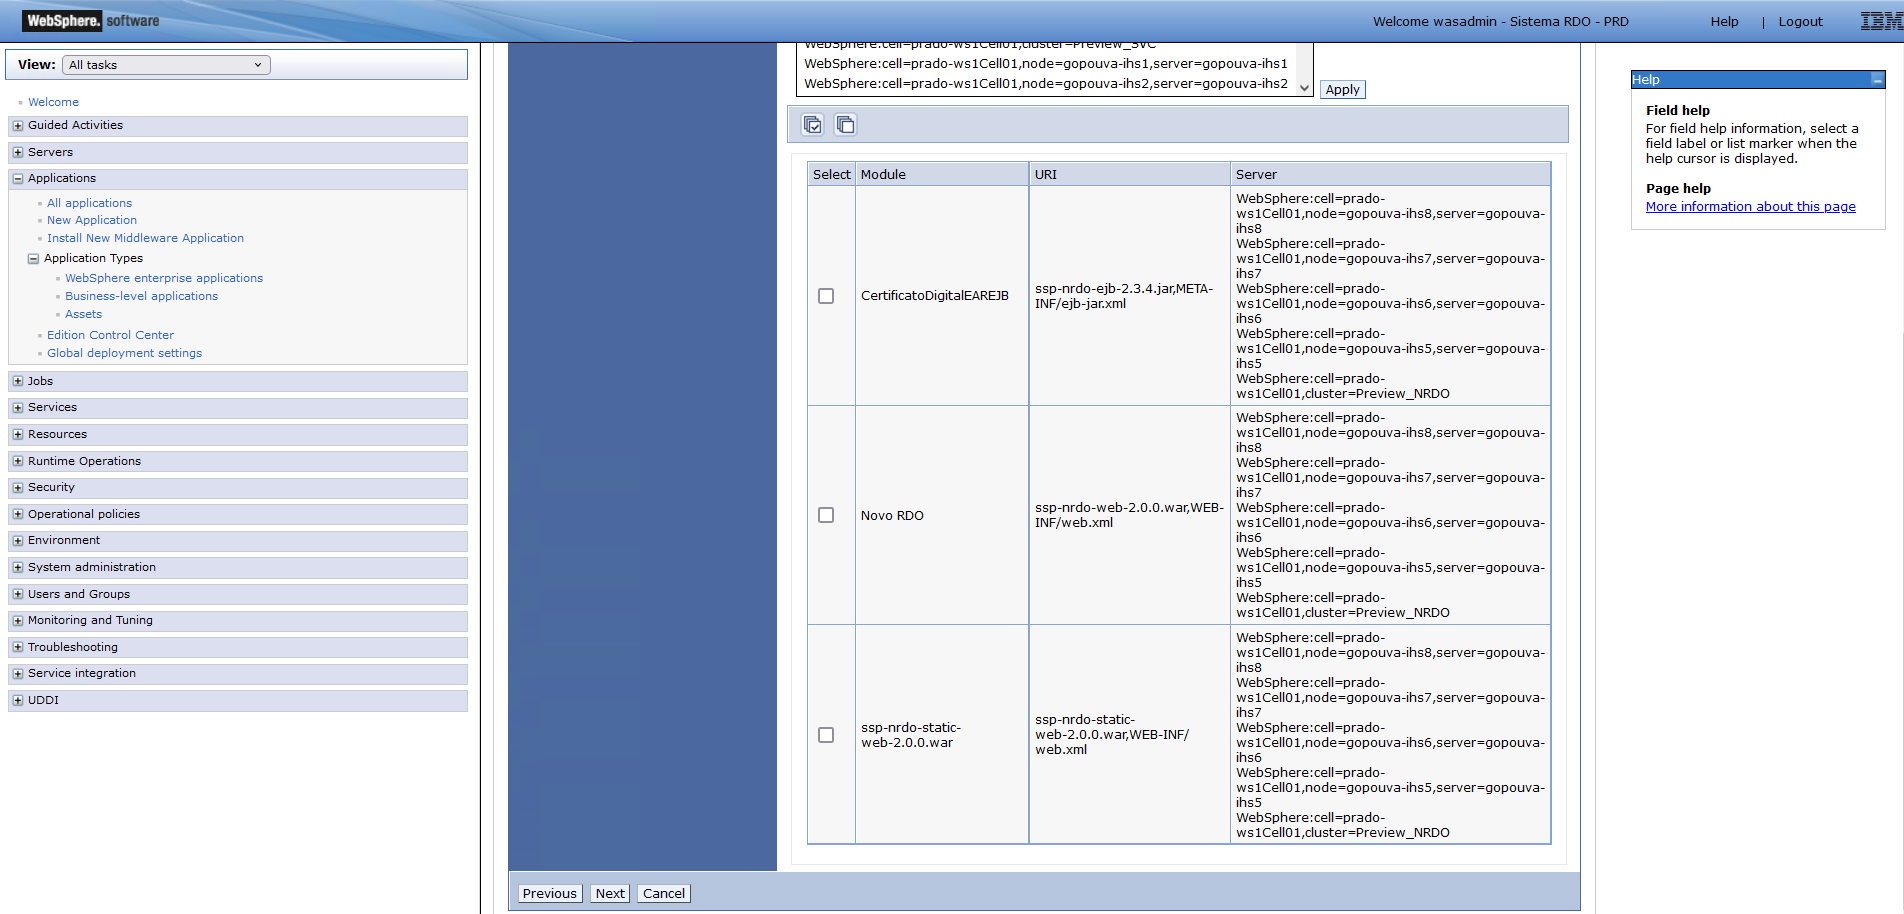 WebSphere. software
Welcome wasadmin - Sistema RDO - PRD
Help | Logout
IBM
View: All tasks
Welcome
Guided Activities
Servers
Applications
All applications
New Application
Install New Middleware Application
Application Types
WebSphere enterprise applications
Business-level applications
Assets
Edition Control Center
Global deployment settings
Jobs
Services
Resources
Runtime Operations
Security
Operational policies
Environment
System administration
Users and Groups
Monitoring and Tuning
Troubleshooting
Service integration
UDDI
WebSphere:cell=prado-ws1Cell01,cluster=Preview_SVC
WebSphere:cell=prado-ws1Cell01,node=gopouva-ihs1,server=gopouva-ihs1
WebSphere:cell=prado-ws1Cell01,node=gopouva-ihs2,server=gopouva-ihs2
Apply
Select Module URI Server
CertificatoDigitalEAREJB
ssp-nrdo-ejb-2.3.4.jar,META-
INF/ejb-jar.xml
WebSphere:cell=prado-
ws1Cell01,node=gopouva-ihs8,server=gopouva-
ihs8
WebSphere:cell=prado-
ws1Cell01,node=gopouva-ihs7,server=gopouva-
ihs7
WebSphere:cell=prado-
ws1Cell01,node=gopouva-ihs6,server=gopouva-
ihs6
WebSphere:cell=prado-
ws1Cell01,node=gopouva-ihs5,server=gopouva-
ihs5
WebSphere:cell=prado-
ws1Cell01,cluster=Preview_NRDO
Novo RDO
ssp-nrdo-web-2.0.0.war,WEB-
INF/web.xml
WebSphere:cell=prado-
ws1Cell01,node=gopouva-ihs8,server=gopouva-
ihs8
WebSphere:cell=prado-
ws1Cell01,node=gopouva-ihs7,server=gopouva-
ihs7
WebSphere:cell=prado-
ws1Cell01,node=gopouva-ihs6,server=gopouva-
ihs6
WebSphere:cell=prado-
ws1Cell01,node=gopouva-ihs5,server=gopouva-
ihs5
WebSphere:cell=prado-
ws1Cell01,cluster=Preview_NRDO
ssp-nrdo-static-
web-2.0.0.war
ssp-nrdo-static-
web-2.0.0.war,WEB-INF/
web.xml
WebSphere:cell=prado-
ws1Cell01,node=gopouva-ihs8,server=gopouva-
ihs8
WebSphere:cell=prado-
ws1Cell01,node=gopouva-ihs7,server=gopouva-
ihs7
WebSphere:cell=prado-
ws1Cell01,node=gopouva-ihs6,server=gopouva-
ihs6
WebSphere:cell=prado-
ws1Cell01,node=gopouva-ihs5,server=gopouva-
ihs5
WebSphere:cell=prado-
ws1Cell01,cluster=Preview_NRDO
Previous Next Cancel
Help
Field help
For field help information, select a
field label or list marker when the
help cursor is displayed.
Page help
More information about this page